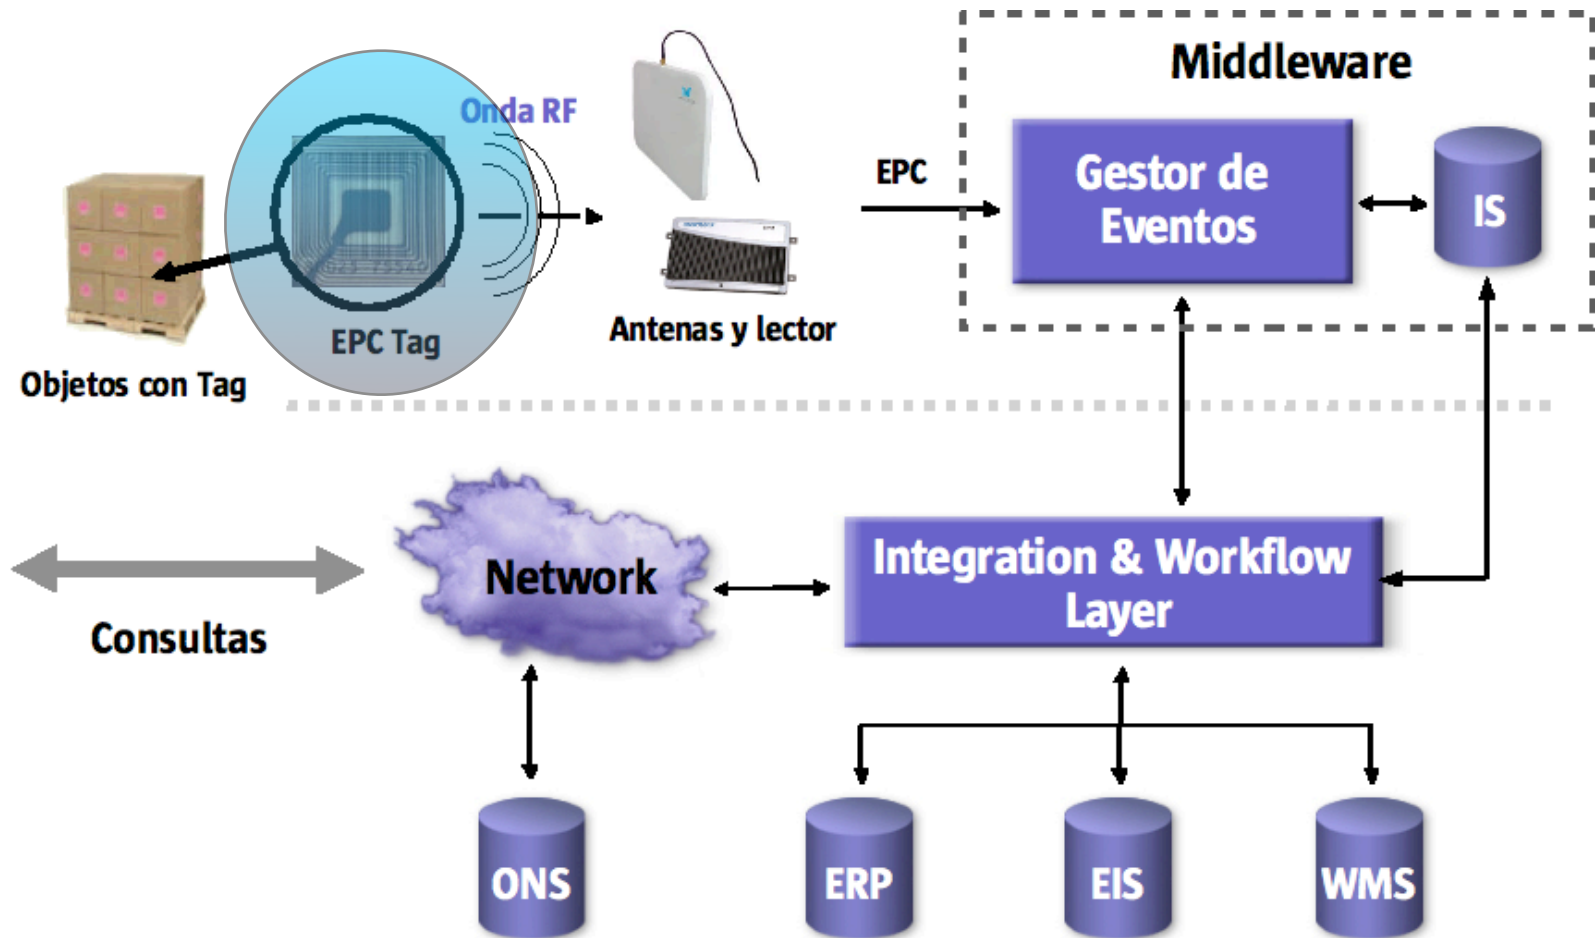 Middleware
Onda RF
EPC
Gestor de
Eventos
IS
EPC Tag
Antenas y lector
Objetos con Tag
Network
Integration & Workflow
Layer
Consultas
ONS
ERP
EIS
WMS